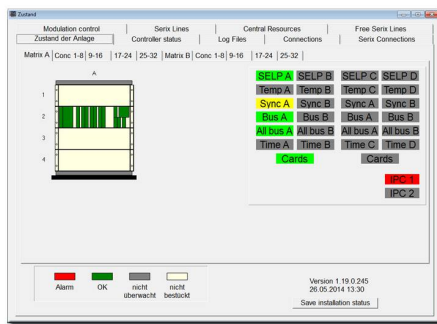 Zustand
Modulation control Serix Lines Central Resources Free Serix Lines
Zustand der Anlage Controller status Log Files Connections Serix Connections
Matrix A Conc 1-8 9-16 17-24 25-32 Matrix B Conc 1-8 9-16 17-24 25-32
A
1
2
3
4
SELP A SELP B SELP C SELP D
Temp A Temp B Temp C Temp D
Sync A Sync B Sync A Sync B
Bus A Bus B Bus A Bus B
All bus A All bus B All bus A All bus B
Time A Time B Time C Time D
Cards Cards
IPC 1
IPC 2
Alarm OK nicht überwacht nicht bestückt
Version 1.19.0.245
26.05.2014 13:30
Save installation status